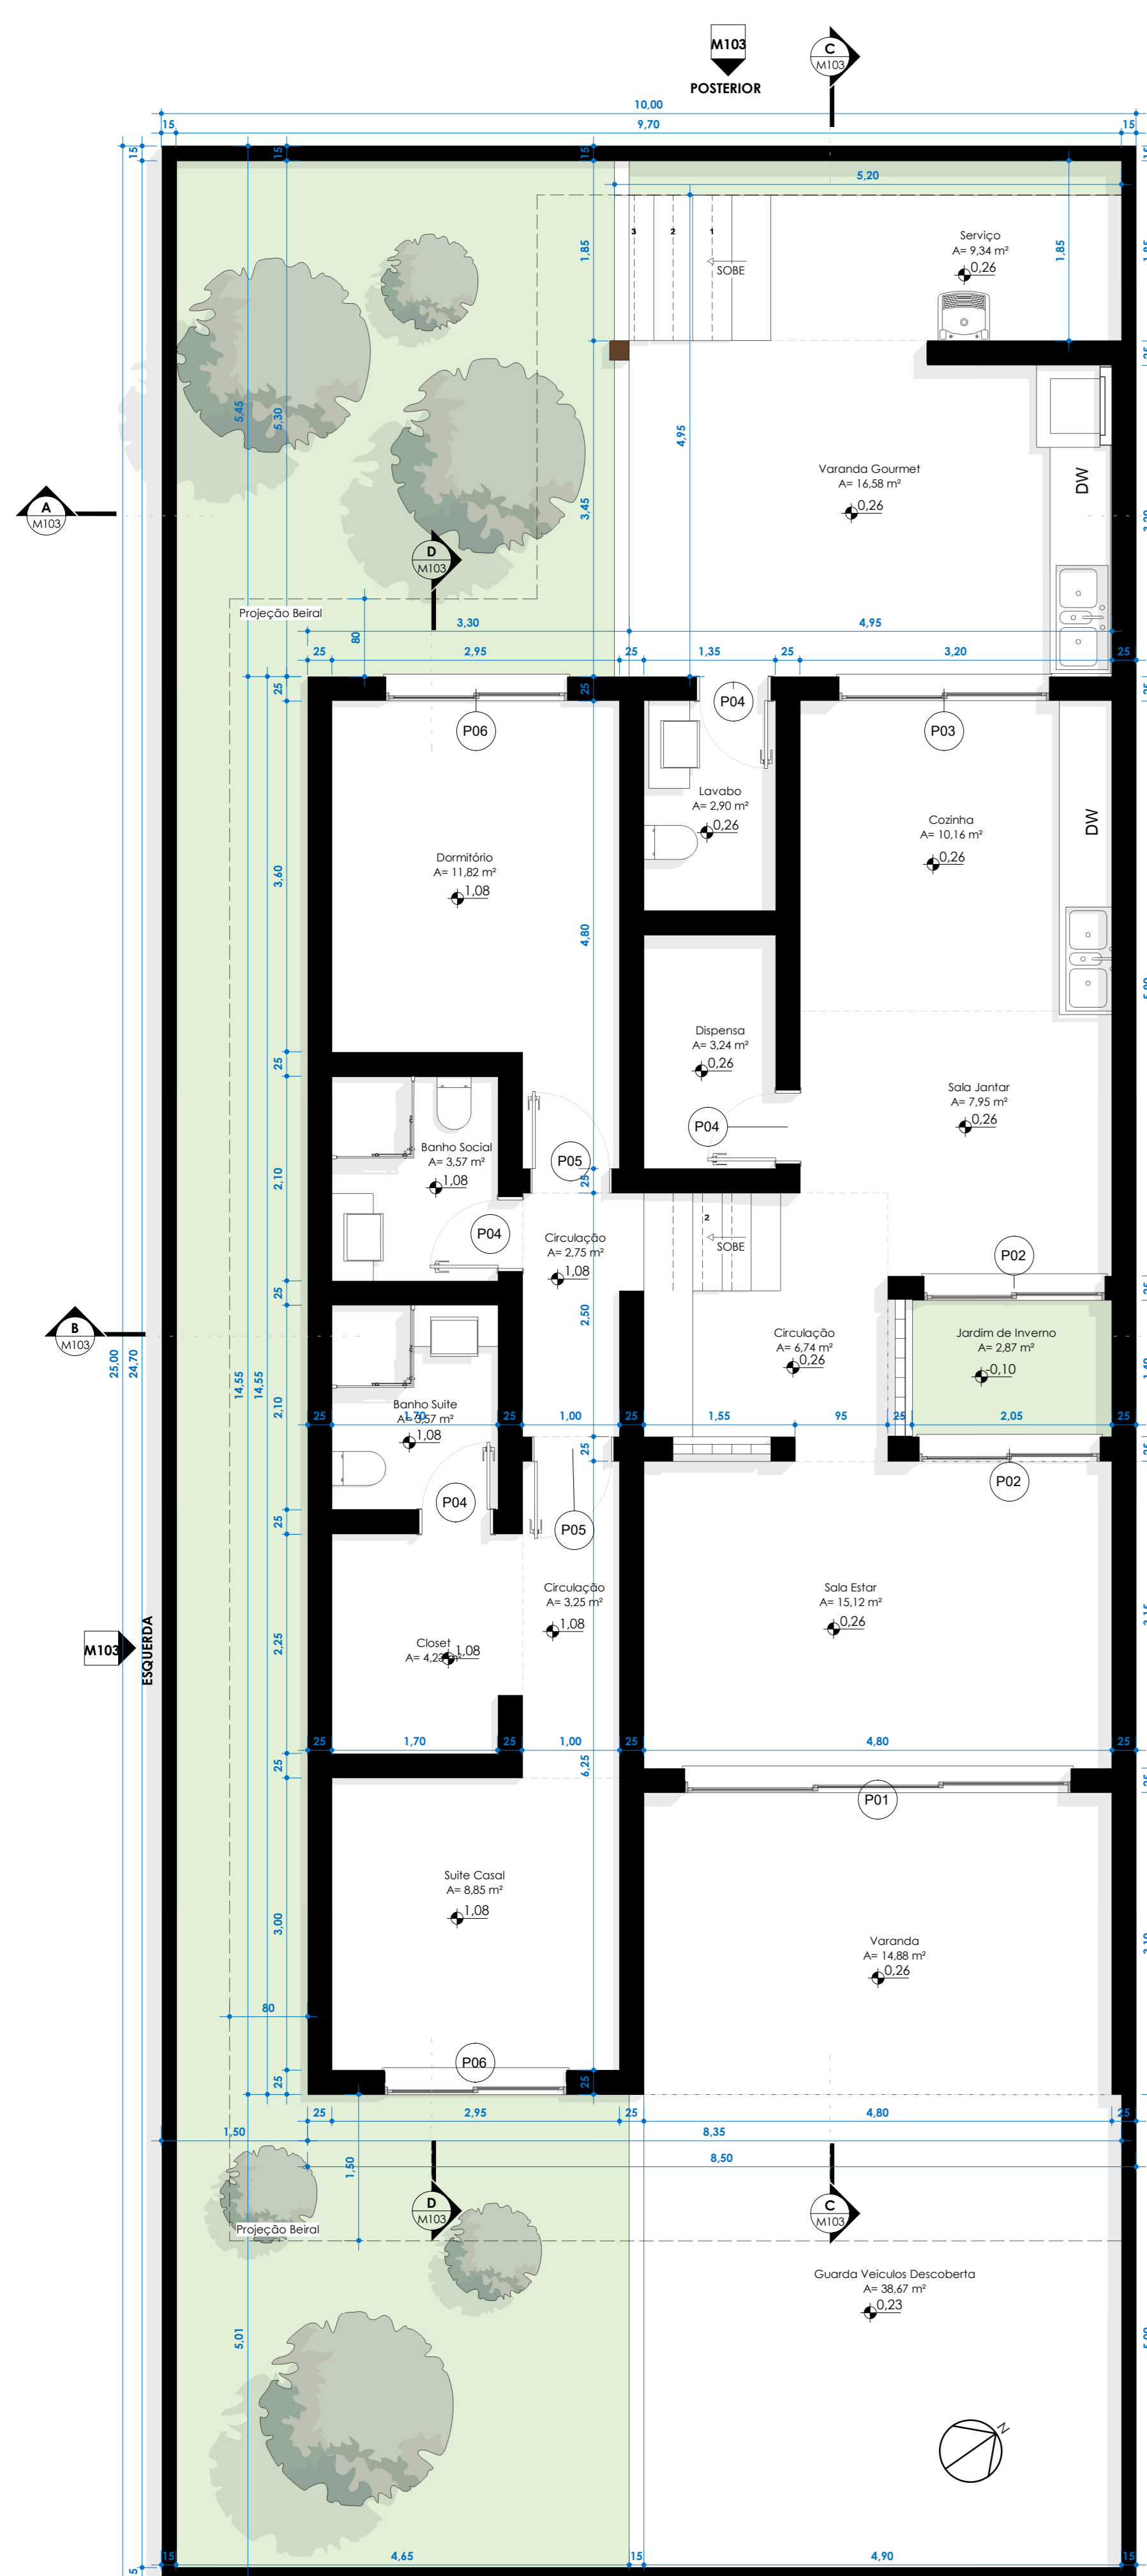 M103
POSTERIOR
C
M103
10,00
15
9,70
15
15
15
15
5,20
3
2
1
SOBE
Serviço
A= 9,34 m²
0,26
1,85
1,85
5,45
5,30
4,95
3,45
Varanda Gourmet
A= 16,58 m²
0,26
DW
A
M103
D
M103
Projeção Beiral
80
3,30
4,95
25
2,95
25
1,35
25
3,20
25
25
25
P06
P04
P03
Lavabo
A= 2,90 m²
0,26
Cozinha
A= 10,16 m²
0,26
DW
Dormitório
A= 11,82 m²
1,08
3,60
4,80
25
Dispensa
A= 3,24 m²
0,26
P04
Sala Jantar
A= 7,95 m²
0,26
Banho Social
A= 3,57 m²
1,08
P05
25
2,10
P04
2
SOBE
Circulação
A= 2,75 m²
1,08
P02
25
2,50
B
M103
Circulação
A= 6,74 m²
0,26
Jardim de Inverno
A= 2,87 m²
-0,10
25,00
24,70
14,55
14,55
2,10
Banho Suite
A= 3,57 m²
1,08
25
1,70
25
1,00
25
1,55
95
25
2,05
25
25
P04
P05
P02
25
Circulação
A= 3,25 m²
1,08
Sala Estar
A= 15,12 m²
0,26
M103
ESQUERDA
2,25
Closet
1,08
25
1,70
25
1,00
25
4,80
25
25
6,25
P01
Suite Casal
A= 8,85 m²
1,08
3,00
Varanda
A= 14,88 m²
0,26
80
P06
25
25
25
2,95
25
4,80
25
1,50
8,35
8,50
1,50
D
M103
C
M103
Projeção Beiral
Guarda Veiculos Descoberta
A= 38,67 m²
0,23
5,01
N
15
4,65
15
4,90
15